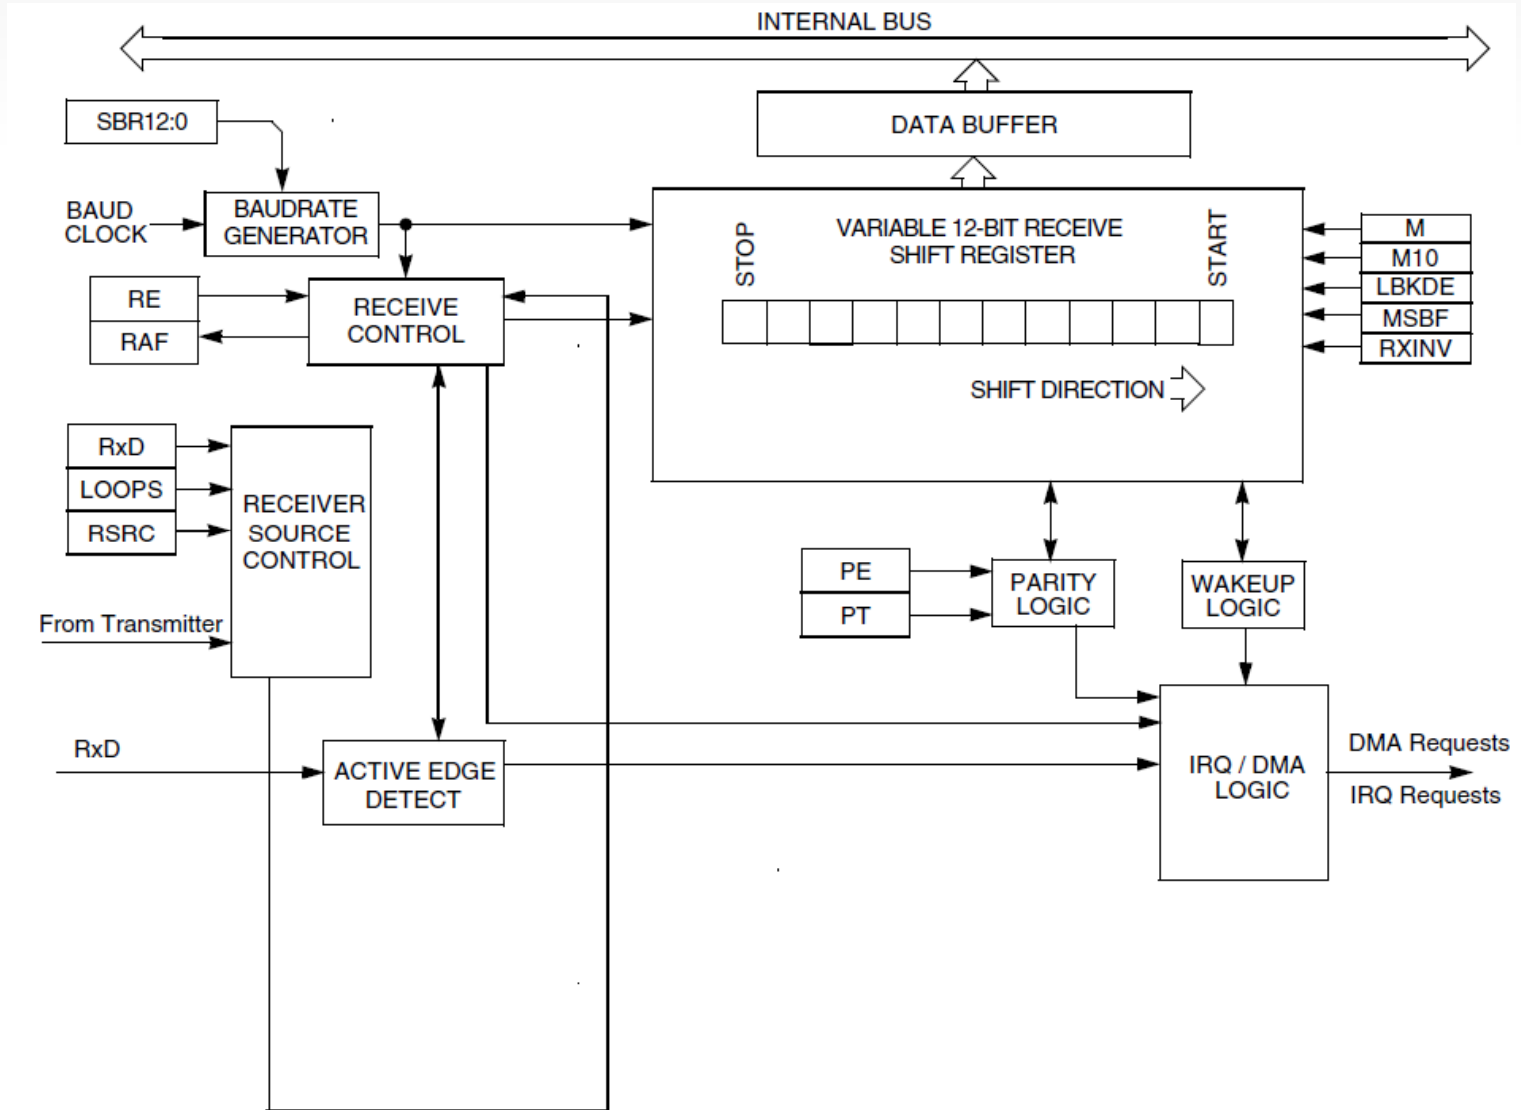 INTERNAL BUS
SBR12:0
DATA BUFFER
BAUD
CLOCK
BAUDRATE
GENERATOR
STOP
VARIABLE 12-BIT RECEIVE
SHIFT REGISTER
START
M
M10
LBKDE
MSBF
RXINV
RE
RAF
RECEIVE
CONTROL
SHIFT DIRECTION
RxD
LOOPS
RSRC
RECEIVER
SOURCE
CONTROL
From Transmitter
PE
PT
PARITY
LOGIC
WAKEUP
LOGIC
RxD
ACTIVE EDGE
DETECT
IRQ / DMA
LOGIC
DMA Requests
IRQ Requests